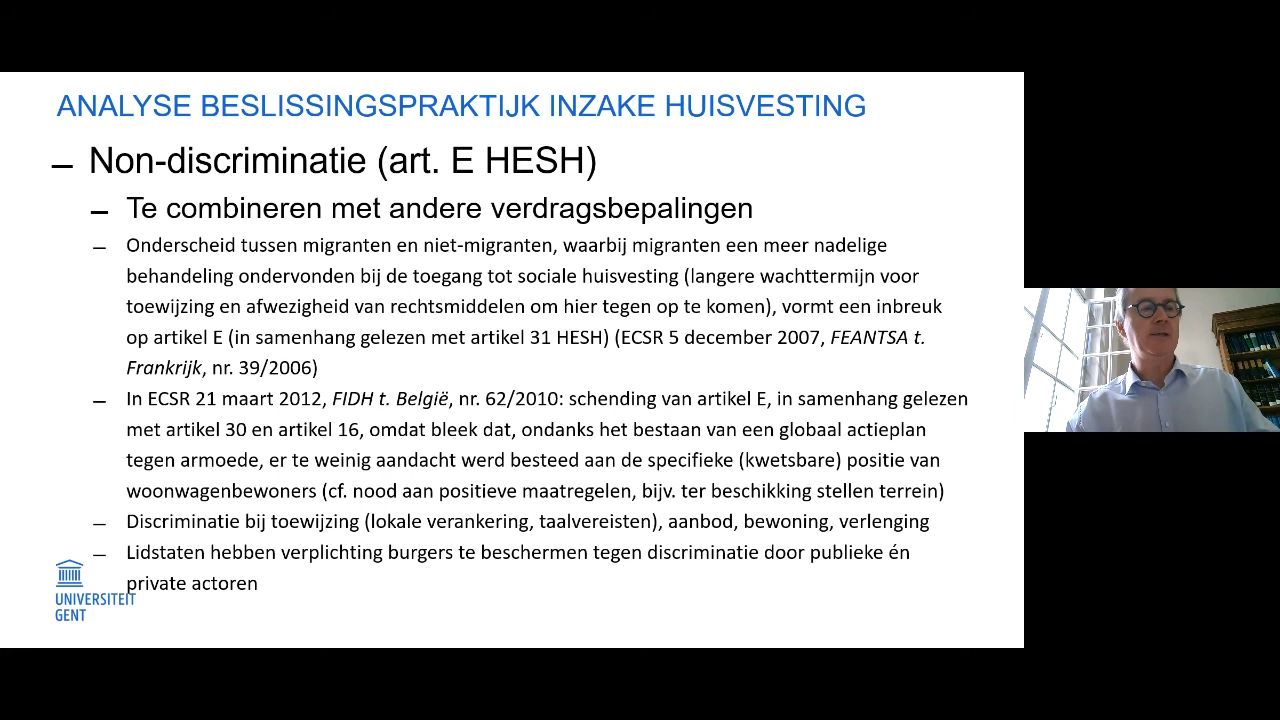 ANALYSE BESLISSINGSPRAKTIJK INZAKE HUISVESTING
– Non-discriminatie (art. E HESH)
– Te combineren met andere verdragsbepalingen
– Onderscheid tussen migranten en niet-migranten, waarbij migranten een meer nadelige
behandeling ondervonden bij de toegang tot sociale huisvesting (langere wachttermijn voor
toewijzing en afwezigheid van rechtsmiddelen om hier tegen op te komen), vormt een inbreuk
op artikel E (in samenhang gelezen met artikel 31 HESH) (ECSR 5 december 2007, FEANTSA t.
Frankrijk, nr. 39/2006)
– In ECSR 21 maart 2012, FIDH t. België, nr. 62/2010: schending van artikel E, in samenhang gelezen
met artikel 30 en artikel 16, omdat bleek dat, ondanks het bestaan van een globaal actieplan
tegen armoede, er te weinig aandacht werd besteed aan de specifieke (kwetsbare) positie van
woonwagenbewoners (cf. nood aan positieve maatregelen, bijv. ter beschikking stellen terrein)
– Discriminatie bij toewijzing (lokale verankering, taalvereisten), aanbod, bewoning, verlenging
– Lidstaten hebben verplichting burgers te beschermen tegen discriminatie door publieke én
private actoren
UNIVERSITEIT
GENT